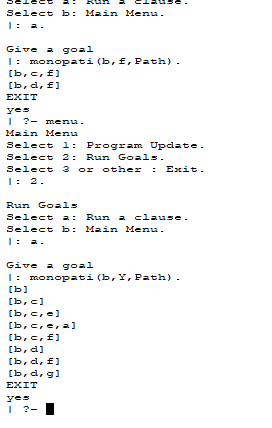 Select a: Run a clause.
Select b: Main Menu.
|: a.
Give a goal
|: monopati(b,f,Path).
[b,c,f]
[b,d,f]
EXIT
yes
| ?- menu.
Main Menu
Select 1: Program Update.
Select 2: Run Goals.
Select 3 or other : Exit.
|: 2.
Run Goals
Select a: Run a clause.
Select b: Main Menu.
|: a.
Give a goal
|: monopati(b,Y,Path).
[b]
[b,c]
[b,c,e]
[b,c,e,a]
[b,c,f]
[b,d]
[b,d,f]
[b,d,g]
EXIT
yes
| ?-